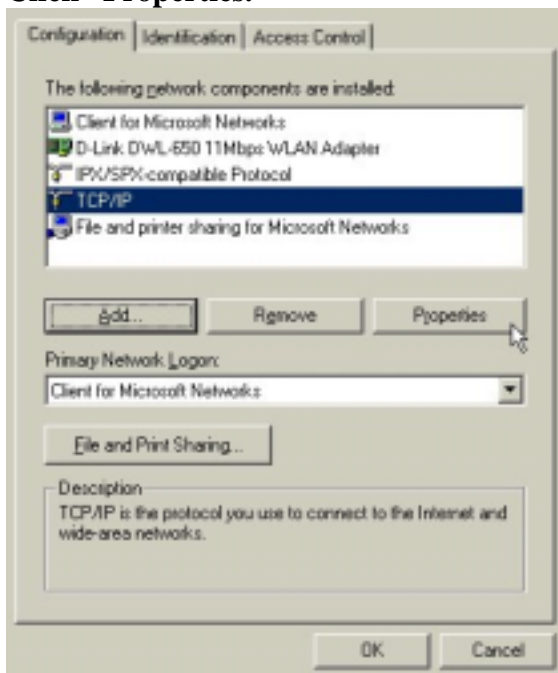 Configuration Identification Access Control
The following network components are installed:
Client for Microsoft Networks
D-Link DWL-650 11Mbps WLAN Adapter
IPX/SPX-compatible Protocol
TCP/IP
File and printer sharing for Microsoft Networks
Add... Remove Properties
Primary Network Logon:
Client for Microsoft Networks
File and Print Sharing...
Description
TCP/IP is the protocol you use to connect to the Internet and
wide-area networks.
OK Cancel